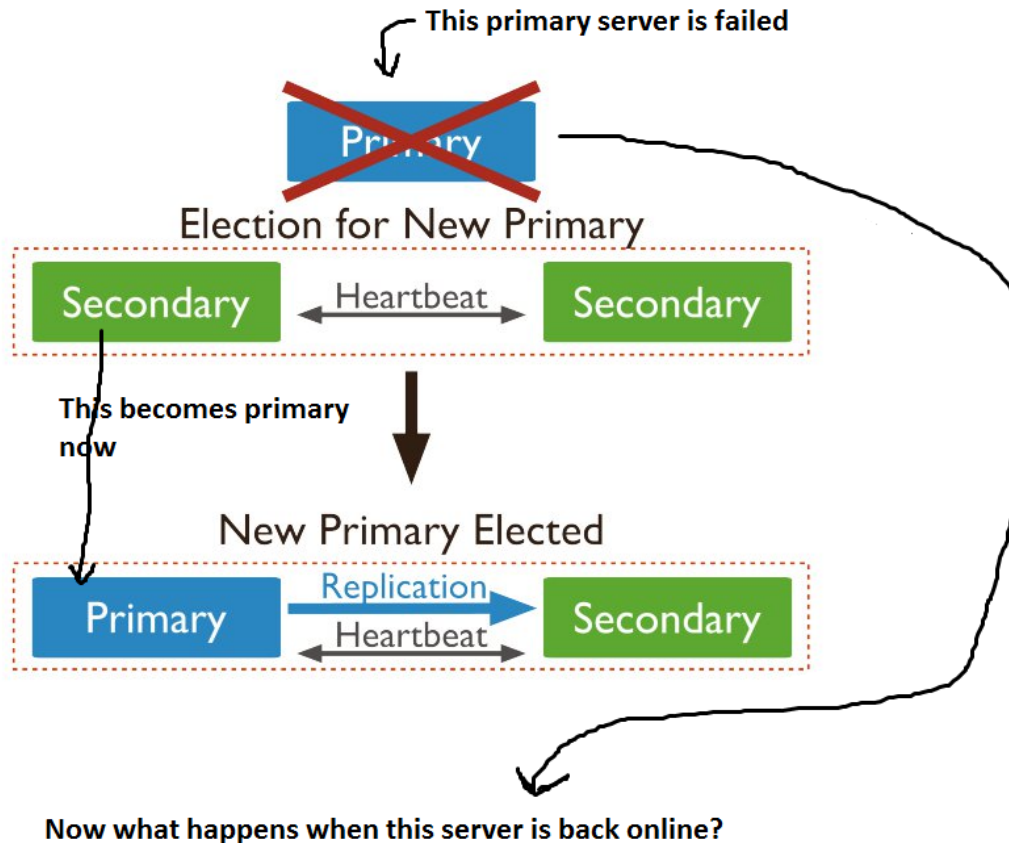 This primary server is failed
Primary
Election for New Primary
Secondary
Heartbeat
Secondary
This becomes primary
now
New Primary Elected
Primary
Replication
Heartbeat
Secondary
Now what happens when this server is back online?